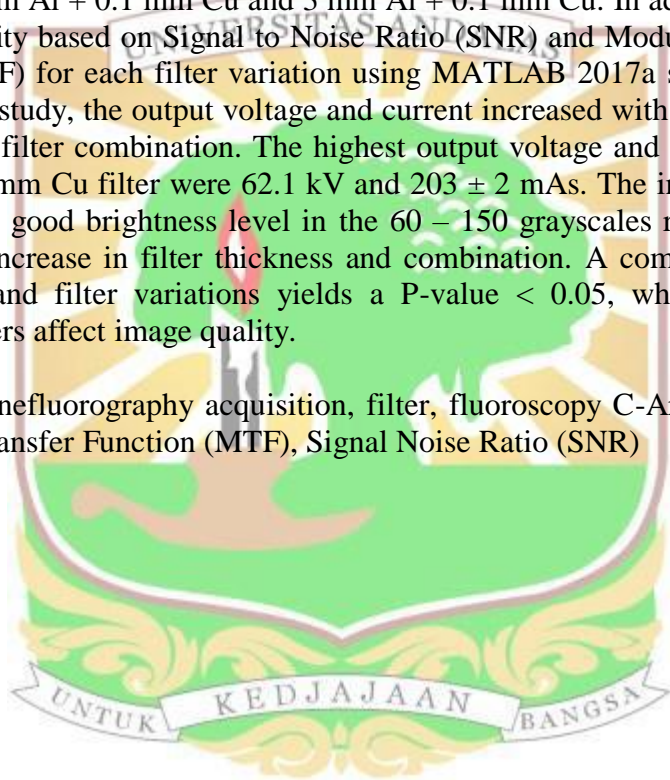 m Al + 0.1 mm Cu and 3 mm Al + 0.1 mm Cu. In ac
UNIVERSITAS ANDALAS
ity based on Signal to Noise Ratio (SNR) and Modu
F) for each filter variation using MATLAB 2017a s
study, the output voltage and current increased with
filter combination. The highest output voltage and
mm Cu filter were 62.1 kV and 203 ± 2 mAs. The in
good brightness level in the 60 – 150 grayscales r
ncrease in filter thickness and combination. A com
and filter variations yields a P-value < 0.05, wh
ers affect image quality.
nefluorography acquisition, filter, fluoroscopy C-A
ansfer Function (MTF), Signal Noise Ratio (SNR)
UNTUK KEDJAJAAN BANGSA